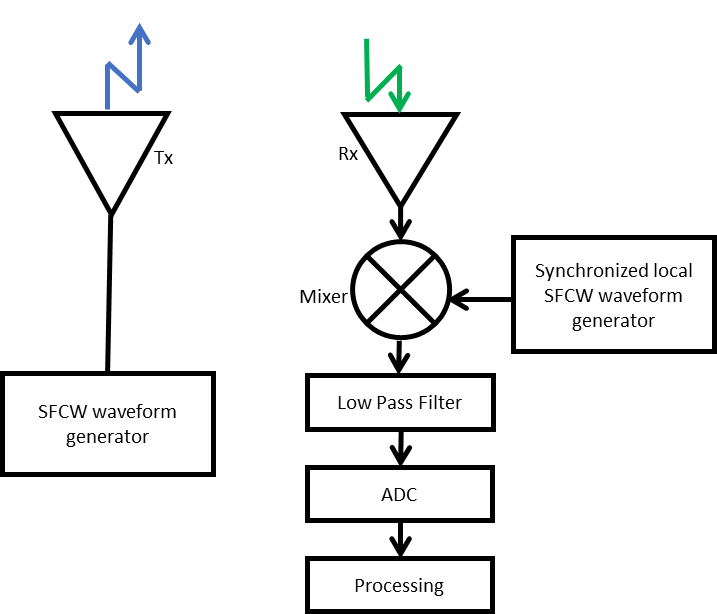 Tx
SFCW waveform
generator
Rx
Mixer
Synchronized local
SFCW waveform
generator
Low Pass Filter
ADC
Processing